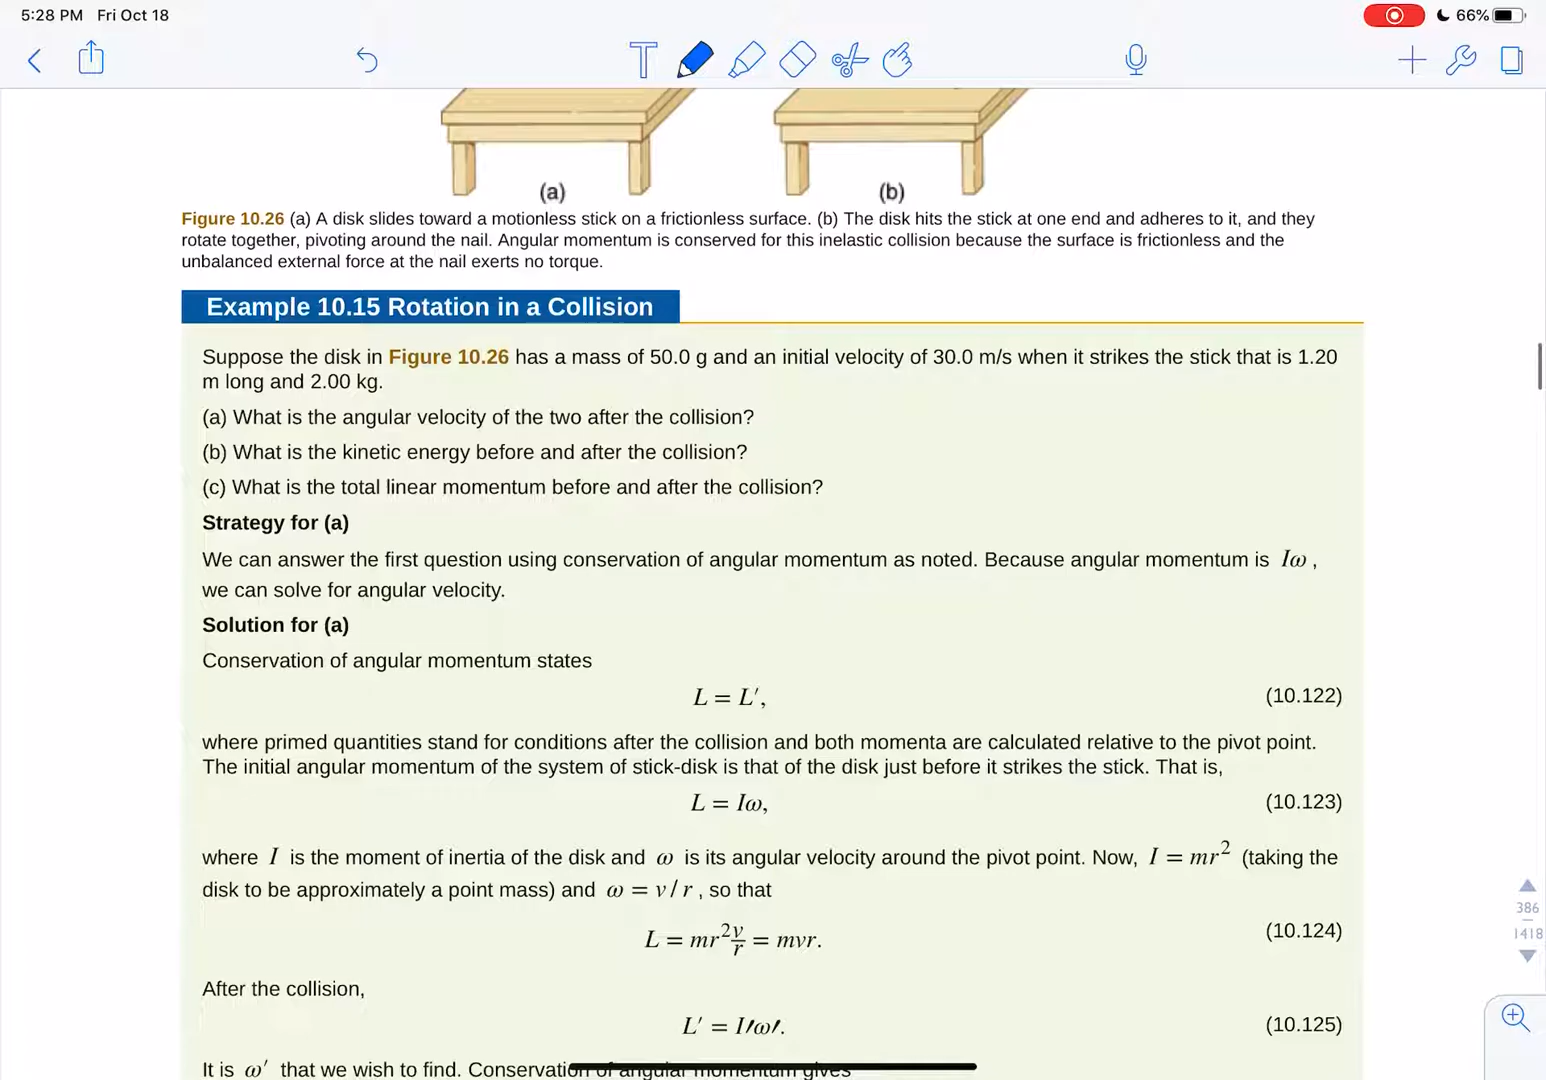 5:28 PM Fri Oct 18
66%
T
(a) (b)
Figure 10.26 (a) A disk slides toward a motionless stick on a frictionless surface. (b) The disk hits the stick at one end and adheres to it, and they
rotate together, pivoting around the nail. Angular momentum is conserved for this inelastic collision because the surface is frictionless and the
unbalanced external force at the nail exerts no torque.
Example 10.15 Rotation in a Collision
Suppose the disk in Figure 10.26 has a mass of 50.0 g and an initial velocity of 30.0 m/s when it strikes the stick that is 1.20
m long and 2.00 kg.
(a) What is the angular velocity of the two after the collision?
(b) What is the kinetic energy before and after the collision?
(c) What is the total linear momentum before and after the collision?
Strategy for (a)
We can answer the first question using conservation of angular momentum as noted. Because angular momentum is Iω ,
we can solve for angular velocity.
Solution for (a)
Conservation of angular momentum states
L = L′, (10.122)
where primed quantities stand for conditions after the collision and both momenta are calculated relative to the pivot point.
The initial angular momentum of the system of stick-disk is that of the disk just before it strikes the stick. That is,
L = Iω, (10.123)
where I is the moment of inertia of the disk and ω is its angular velocity around the pivot point. Now, I = mr² (taking the
disk to be approximately a point mass) and ω = v / r , so that
L = mr² v/r = mvr. (10.124)
After the collision,
L′ = I′ω′. (10.125)
It is ω′ that we wish to find. Conservation of angular momentum gives
386
1418